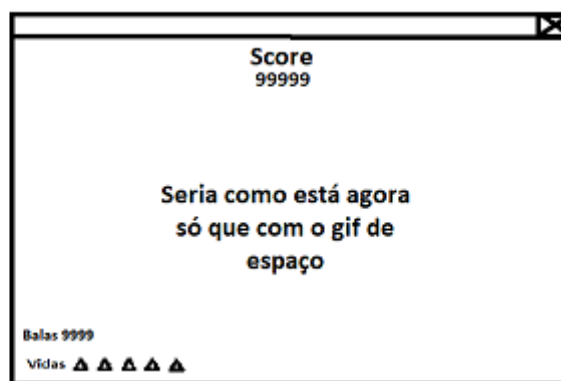 Score
99999
Seria como está agora
só que com o gif de
espaço
Balas 9999
Vidas